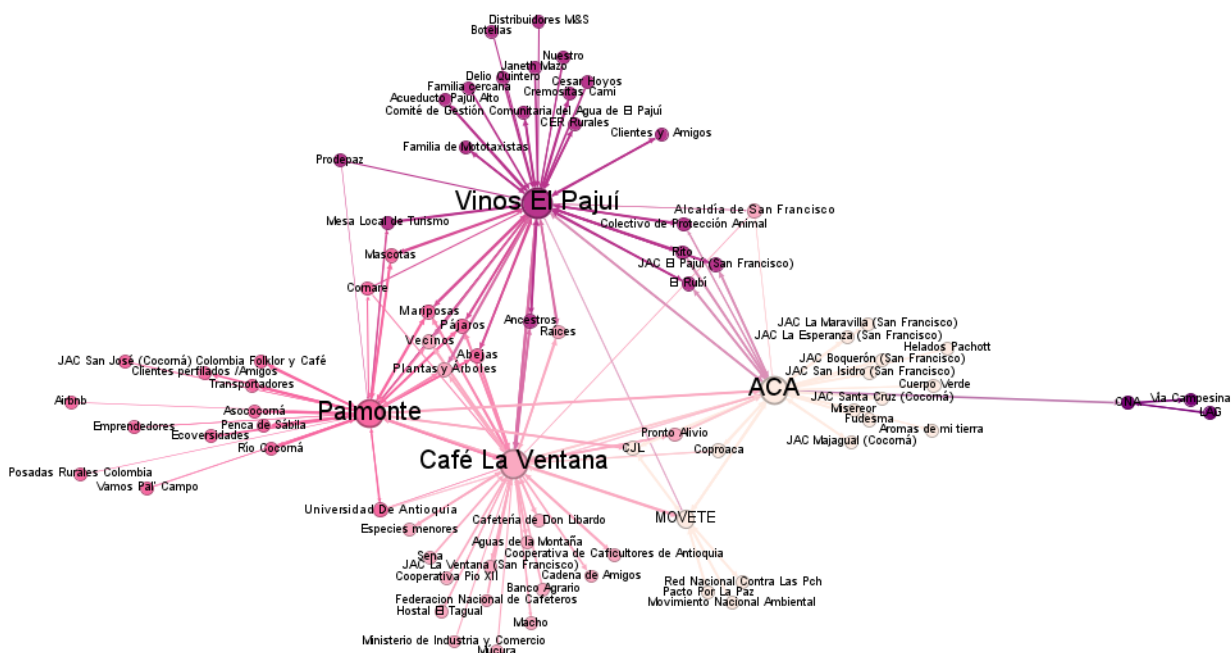 Distribuidores M&S
Botellas
Nuestro
Janeth Mazo
Delio Quintero
Cesar Hoyos
Familia cercana
Cremositas Cami
Acueducto Pajuí Alto
Comité de Gestión Comunitaria del Agua de El Pajuí
CER Rurales
Clientes y Amigos
Familia de Mototaxistas
Prodepaz
Vinos El Pajuí
Alcaldía de San Francisco
Mesa Local de Turismo
Colectivo de Protección Animal
Mascotas
Rito
JAC El Pajuí (San Francisco)
Cornare
El Rubí
Mariposas
Pájaros
Ancestros
Raíces
Vecinos
Abejas
Plantas y Árboles
JAC La Maravilla (San Francisco)
JAC La Esperanza (San Francisco)
Helados Pachott
JAC Boquerón (San Francisco)
JAC San Isidro (San Francisco)
Cuerpo Verde
ACA
JAC Santa Cruz (Cocorná)
Misereor
Fudesma
Aromas de mi tierra
JAC Majagual (Cocorná)
CNA
Vía Campesina
LAG
JAC San José (Cocorná)
Colombia Folklor y Café
Clientes perfilados /Amigos
Transportadores
Airbnb
Asococorná
Palmonte
Emprendedores
Penca de Sábila
Ecoversidades
Río Cocorná
Posadas Rurales Colombia
Vamos Pal' Campo
Café La Ventana
Pronto Alivio
CJL
Coproaca
MOVETE
Universidad De Antioquia
Especies menores
Cafetería de Don Libardo
Aguas de la Montaña
Sena
Cooperativa de Caficultores de Antioquia
JAC La Ventana (San Francisco)
Cooperativa Pio XII
Cadena de Amigos
Banco Agrario
Federacion Nacional de Cafeteros
Hostal El Tagual
Macho
Ministerio de Industria y Comercio
Múcura
Red Nacional Contra Las Pch
Pacto Por La Paz
Movimiento Nacional Ambiental